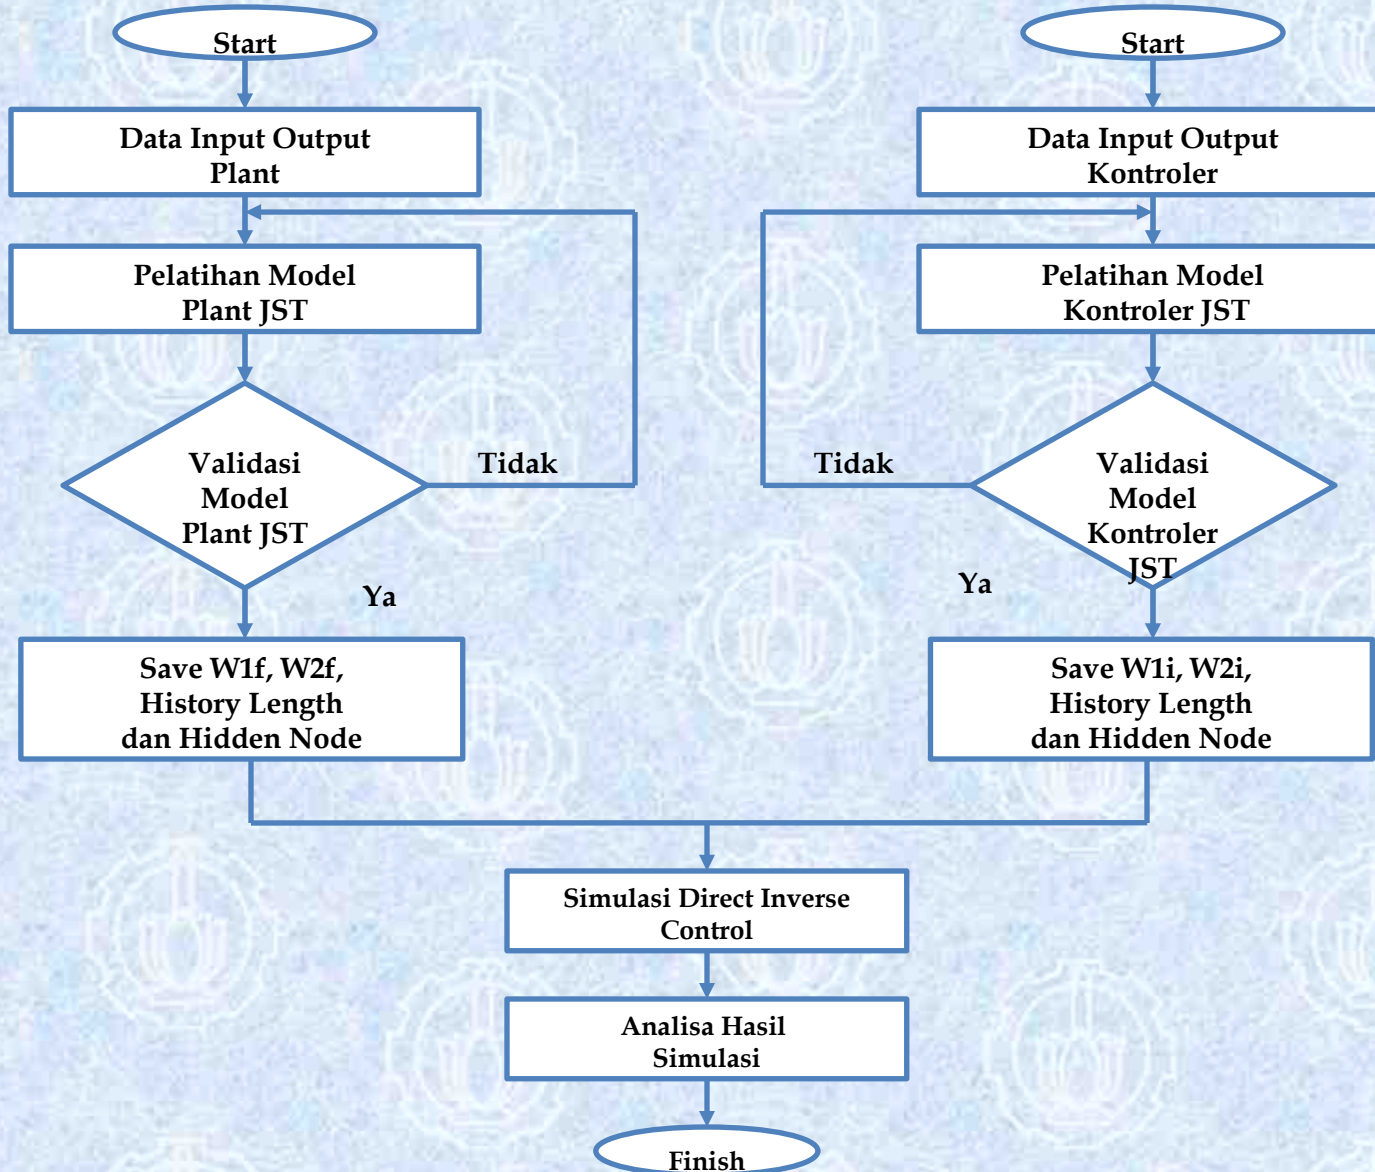 Start
Data Input Output
Plant
Pelatihan Model
Plant JST
Validasi
Model
Plant JST
Tidak
Ya
Save W1f, W2f,
History Length
dan Hidden Node
Start
Data Input Output
Kontroler
Pelatihan Model
Kontroler JST
Tidak
Validasi
Model
Kontroler
JST
Ya
Save W1i, W2i,
History Length
dan Hidden Node
Simulasi Direct Inverse
Control
Analisa Hasil
Simulasi
Finish